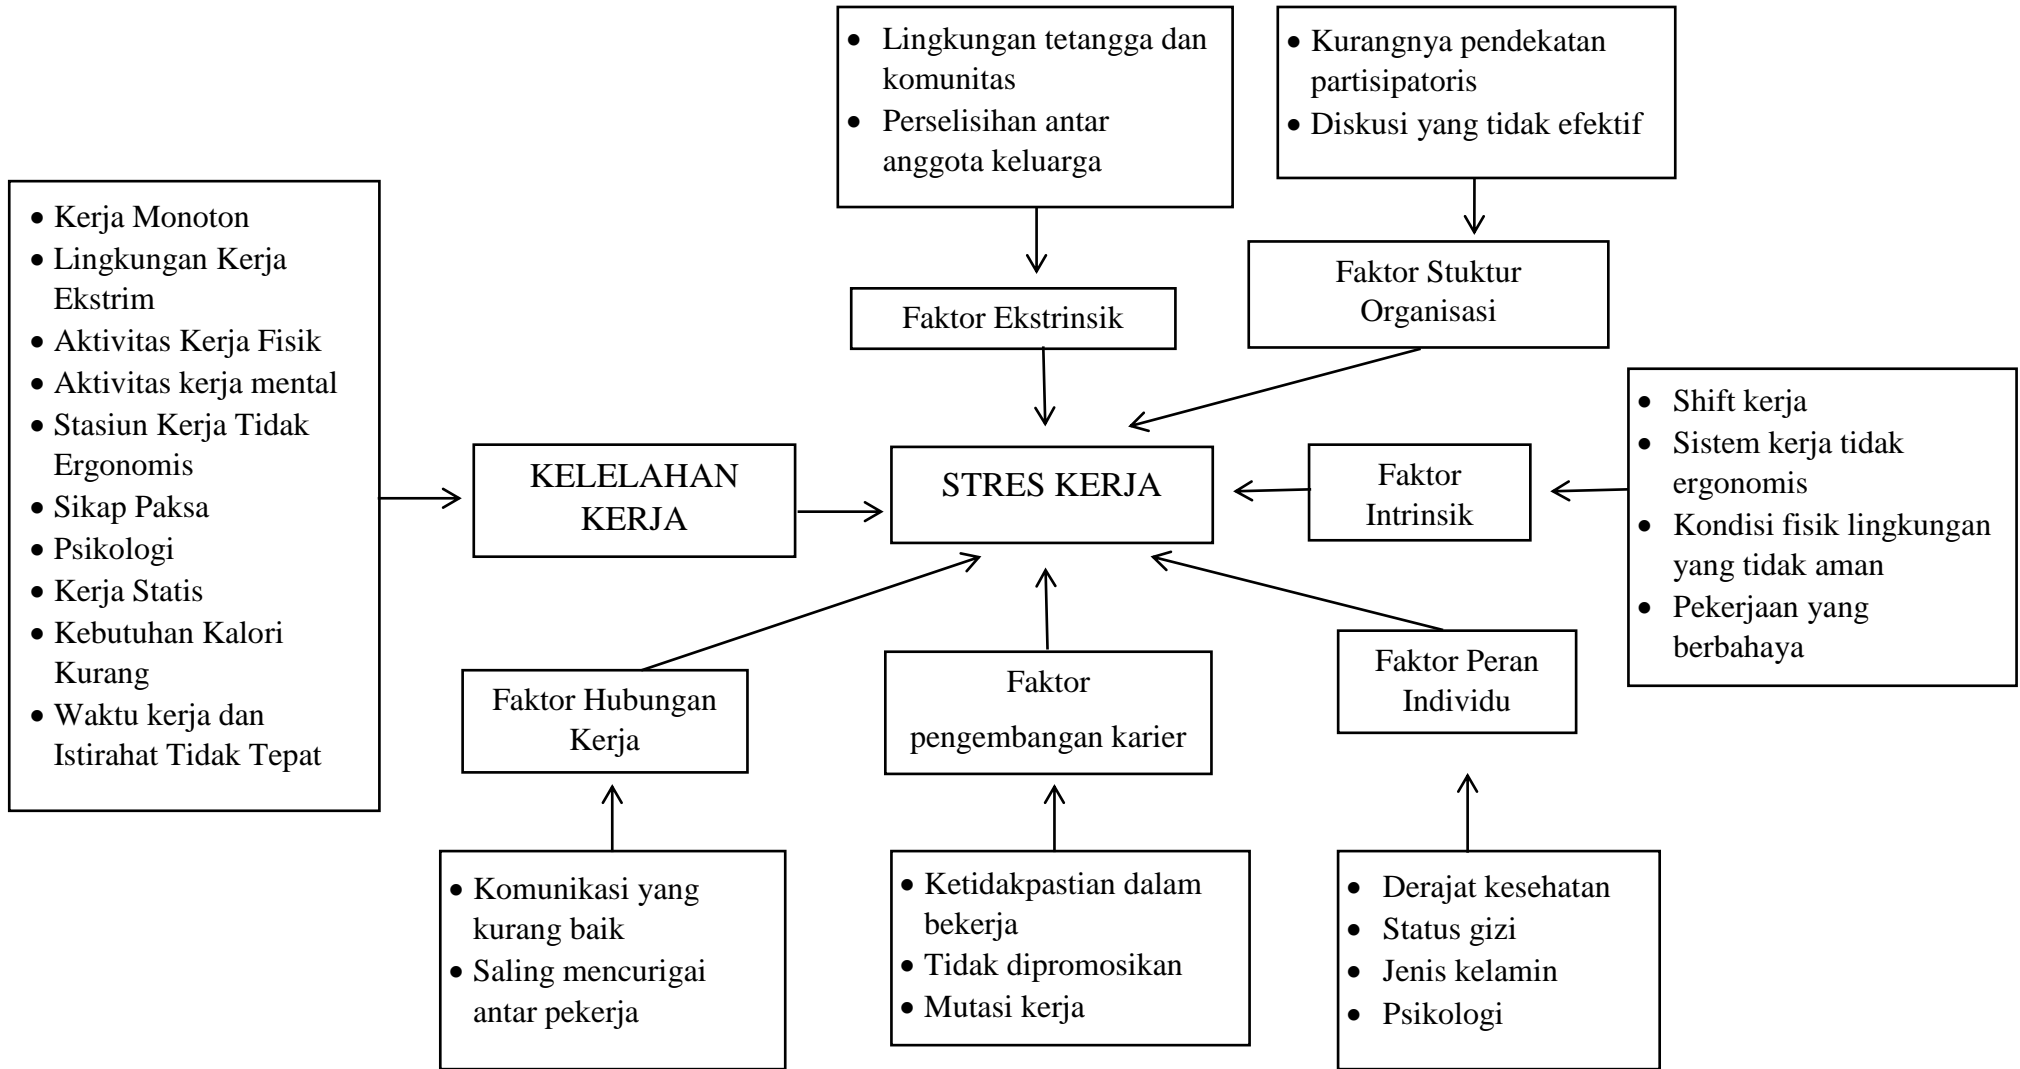 • Lingkungan tetangga dan
komunitas
• Perselisihan antar
anggota keluarga
• Kurangnya pendekatan
partisipatoris
• Diskusi yang tidak efektif
• Kerja Monoton
• Lingkungan Kerja
Ekstrim
• Aktivitas Kerja Fisik
• Aktivitas kerja mental
• Stasiun Kerja Tidak
Ergonomis
• Sikap Paksa
• Psikologi
• Kerja Statis
• Kebutuhan Kalori
Kurang
• Waktu kerja dan
Istirahat Tidak Tepat
Faktor Ekstrinsik
Faktor Stuktur
Organisasi
KELELAHAN
KERJA
STRES KERJA
Faktor
Intrinsik
• Shift kerja
• Sistem kerja tidak
ergonomis
• Kondisi fisik lingkungan
yang tidak aman
• Pekerjaan yang
berbahaya
Faktor Hubungan
Kerja
Faktor
pengembangan karier
Faktor Peran
Individu
• Komunikasi yang
kurang baik
• Saling mencurigai
antar pekerja
• Ketidakpastian dalam
bekerja
• Tidak dipromosikan
• Mutasi kerja
• Derajat kesehatan
• Status gizi
• Jenis kelamin
• Psikologi